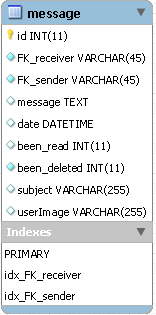 message
id INT(11)
FK_receiver VARCHAR(45)
FK_sender VARCHAR(45)
message TEXT
date DATETIME
been_read INT(11)
been_deleted INT(11)
subject VARCHAR(255)
userImage VARCHAR(255)
Indexes
PRIMARY
idx_FK_receiver
idx_FK_sender